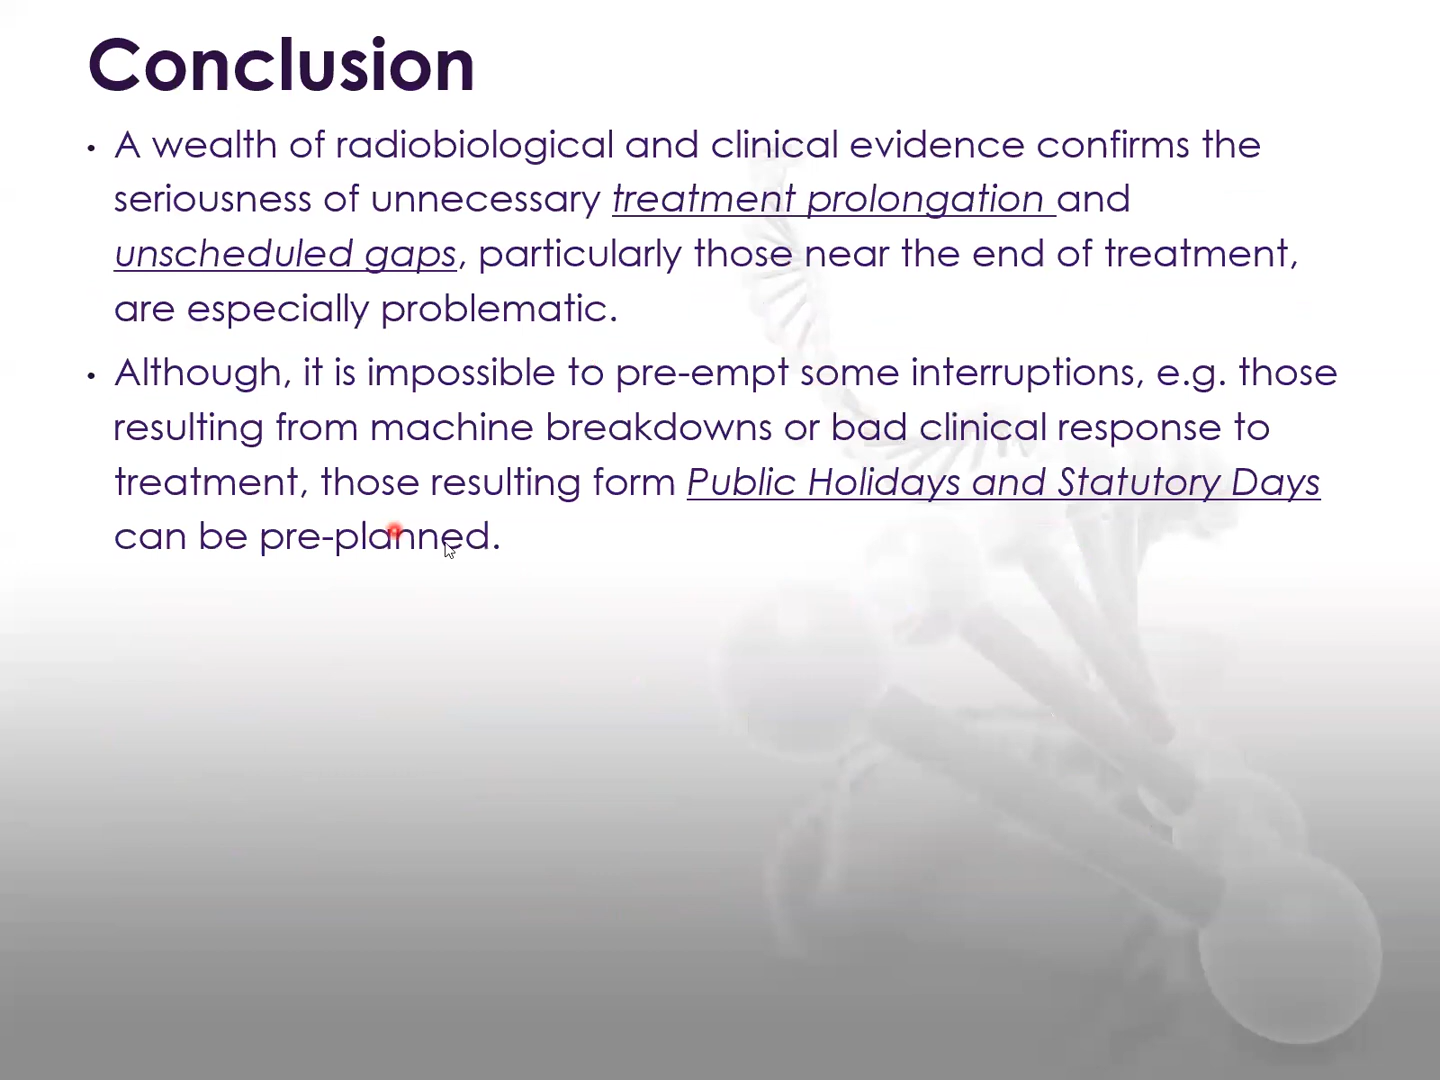 Conclusion
• A wealth of radiobiological and clinical evidence confirms the
seriousness of unnecessary treatment prolongation and
unscheduled gaps, particularly those near the end of treatment,
are especially problematic.
• Although, it is impossible to pre-empt some interruptions, e.g. those
resulting from machine breakdowns or bad clinical response to
treatment, those resulting form Public Holidays and Statutory Days
can be pre-planned.